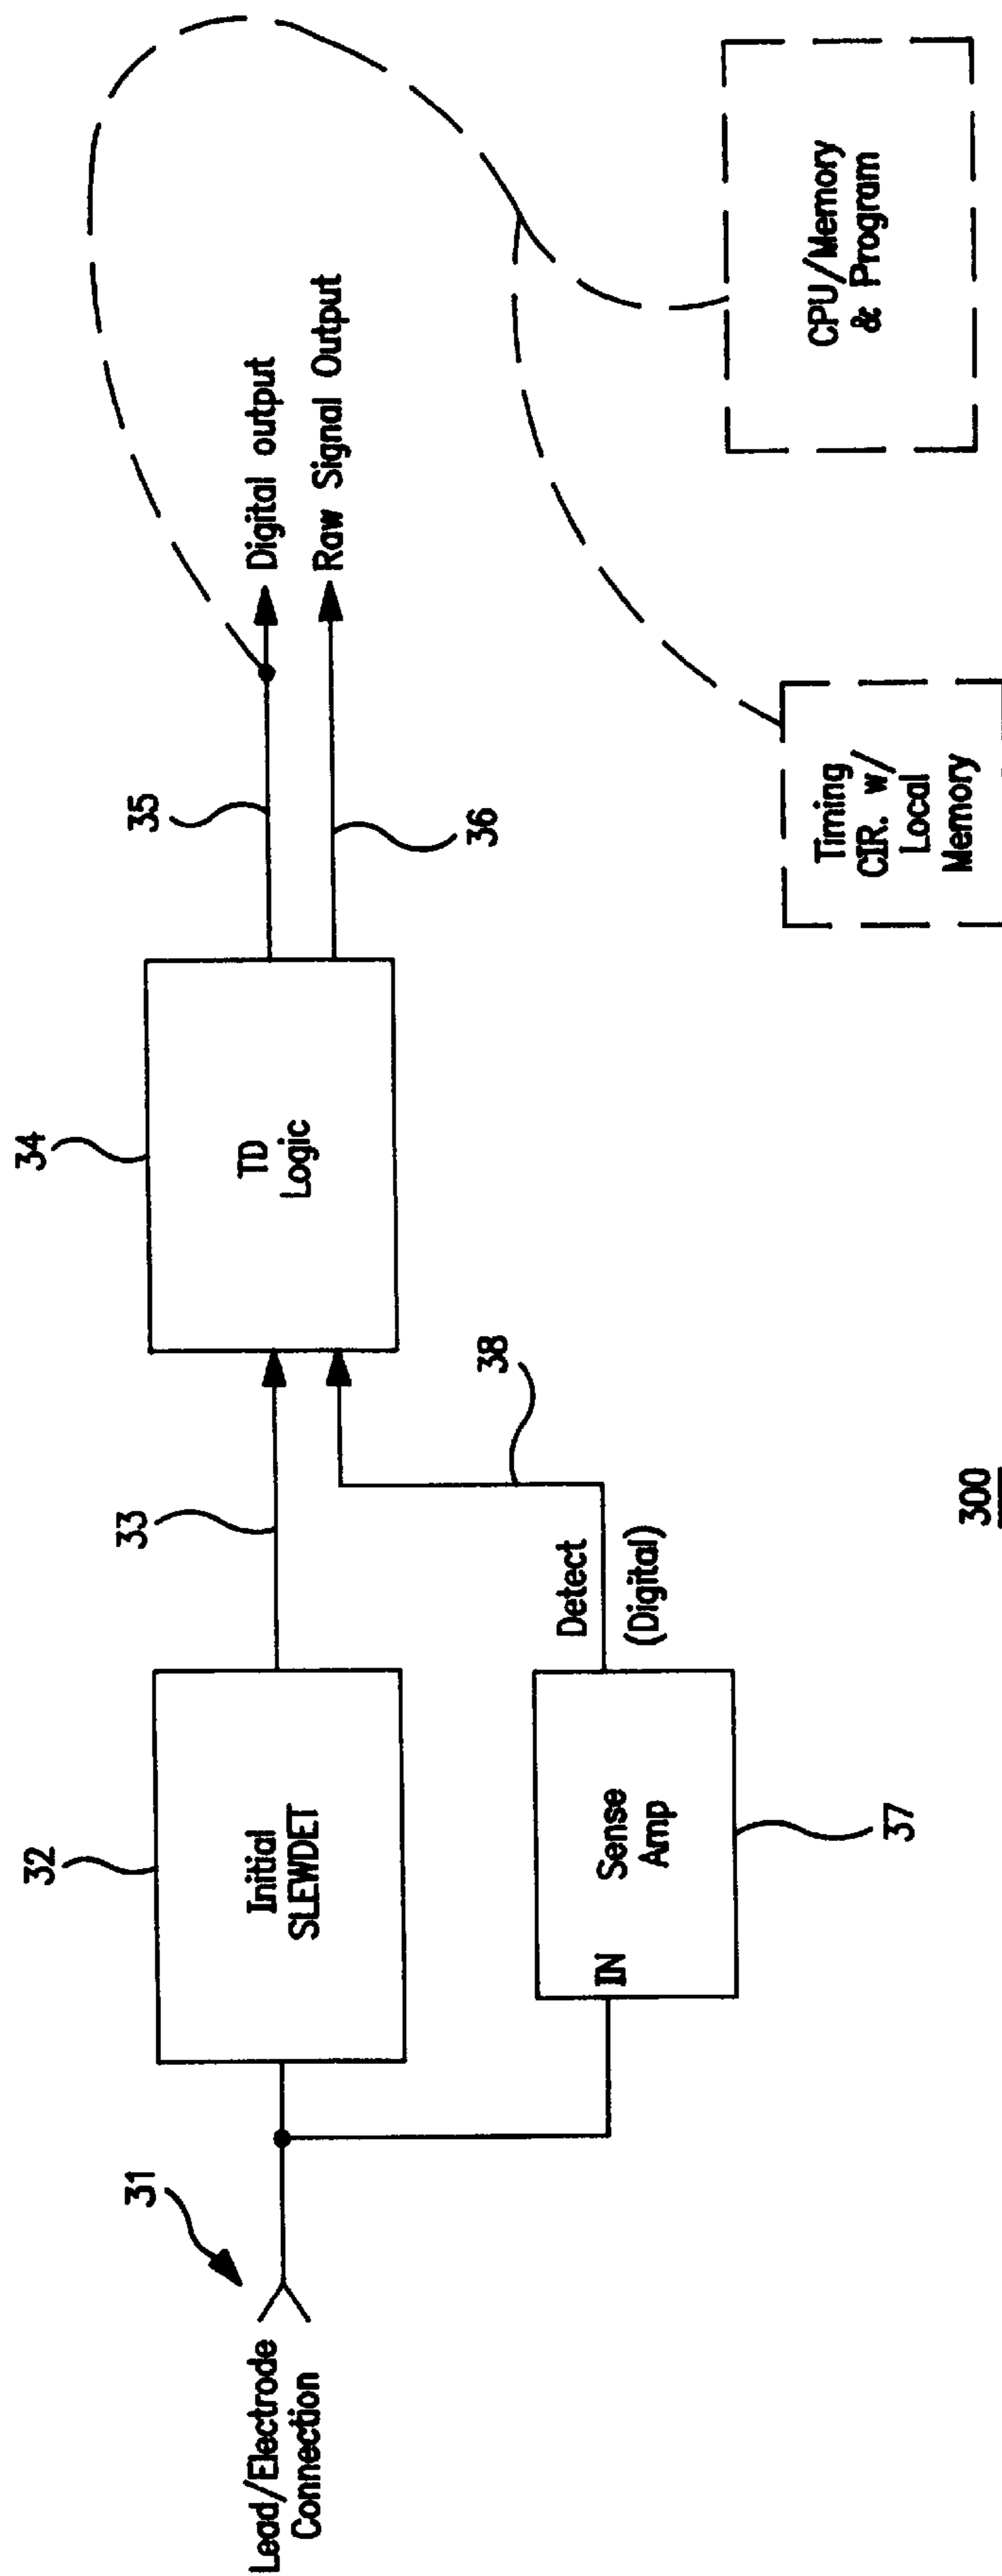 Lead/Electrode
Connection
31
32
Initial
SLEWDET
33
34
TD
Logic
35
Digital output
36
Raw Signal Output
IN
Sense
Amp
37
Detect
(Digital)
38
Timing
CIR. w/
Local
Memory
CPU/Memory
& Program
300